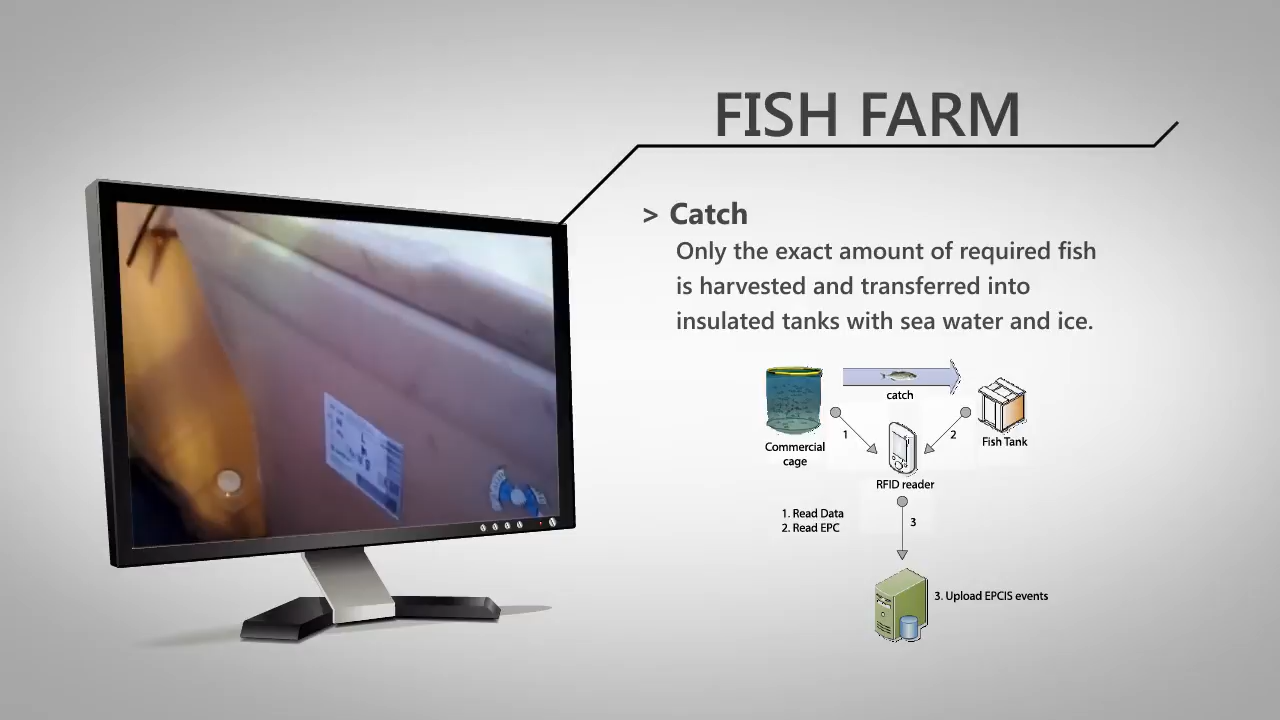 FISH FARM
> Catch
Only the exact amount of required fish
is harvested and transferred into
insulated tanks with sea water and ice.
catch
1
2
Commercial
cage
Fish Tank
RFID reader
1. Read Data
2. Read EPC
3
3. Upload EPCIS events